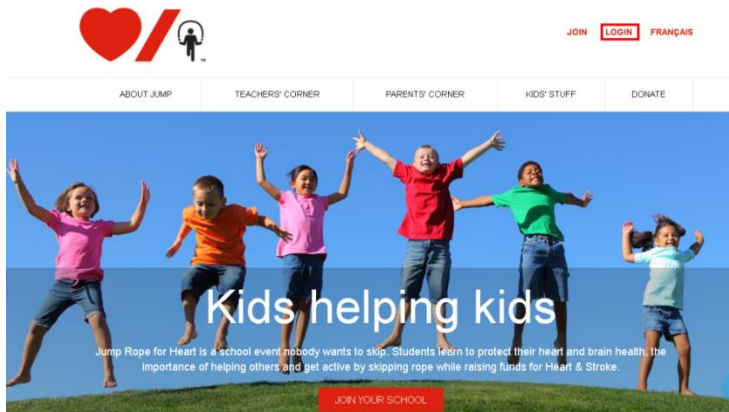 JOIN LOGIN FRANÇAIS
ABOUT JUMP TEACHERS' CORNER PARENTS' CORNER KIDS' STUFF DONATE
Kids helping kids
Jump Rope for Heart is a school event nobody wants to skip. Students learn to protect their heart and brain health, the
importance of helping others and get active by skipping rope while raising funds for Heart & Stroke.
JOIN YOUR SCHOOL